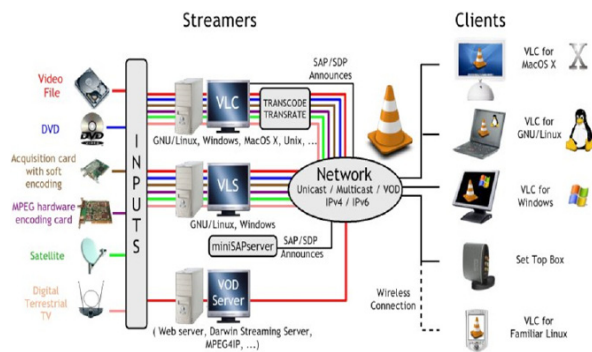 Streamers
Clients
Video
File
DVD
Acquisition card
with soft encoding
MPEG hardware
encoding card
Satellite
Digital
Terrestrial
TV
INPUTS
VLC
TRANSCODE
TRANSRATE
SAP/SDP
Announces
GNU/Linux, Windows, MacOS X, Unix, ...
VLS
GNU/Linux, Windows
miniSAPserver
SAP/SDP
Announces
VOD
Server
( Web server, Darwin Streaming Server,
MPEG4IP, ...)
Network
Unicast / Multicast / VOD
IPv4 / IPv6
Wireless
Connection
VLC for
MacOS X
VLC for
GNU/Linux
VLC for
Windows
Set Top Box
VLC for
Familiar Linux